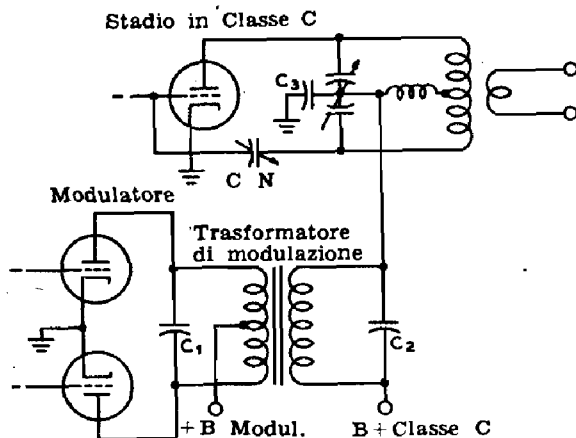 Stadio in Classe C
C3
C N
Modulatore
Trasformatore
di modulazione
C1
C2
+B Modul.
B+Classe C